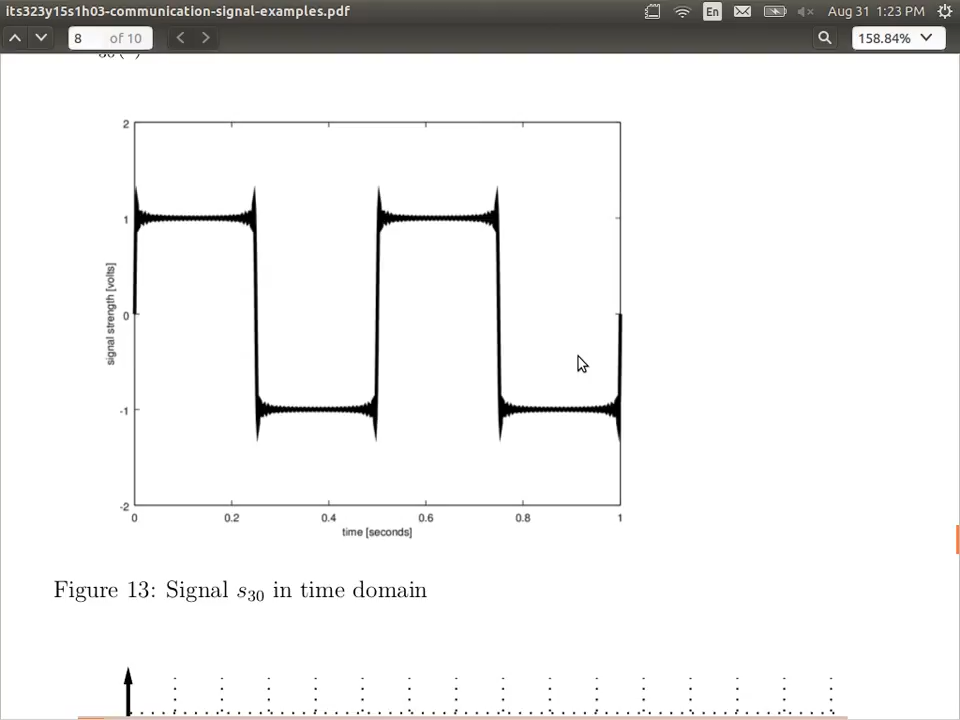 its323y15s1h03-communication-signal-examples.pdf
En
Aug 31 1:23 PM
8 of 10
158.84%
2
1
0
-1
-2
signal strength [volts]
0 0.2 0.4 0.6 0.8 1
time [seconds]
Figure 13: Signal s₃₀ in time domain